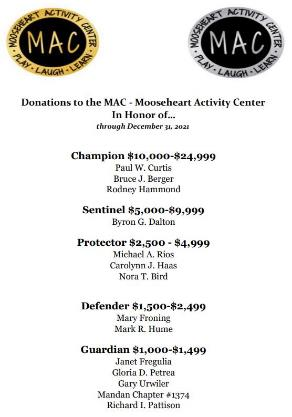 MOOSEHEART ACTIVITY CENTER
MAC
PLAY • LAUGH • LEARN
MOOSEHEART ACTIVITY CENTER
MAC
PLAY • LAUGH • LEARN
Donations to the MAC - Mooseheart Activity Center
In Honor of...
through December 31, 2021
Champion $10,000-$24,999
Paul W. Curtis
Bruce J. Berger
Rodney Hammond
Sentinel $5,000-$9,999
Byron G. Dalton
Protector $2,500 - $4,999
Michael A. Rios
Carolynn J. Haas
Nora T. Bird
Defender $1,500-$2,499
Mary Froning
Mark R. Hume
Guardian $1,000-$1,499
Janet Fregulia
Gloria D. Petrea
Gary Urwiler
Mandan Chapter #1374
Richard I. Pattison